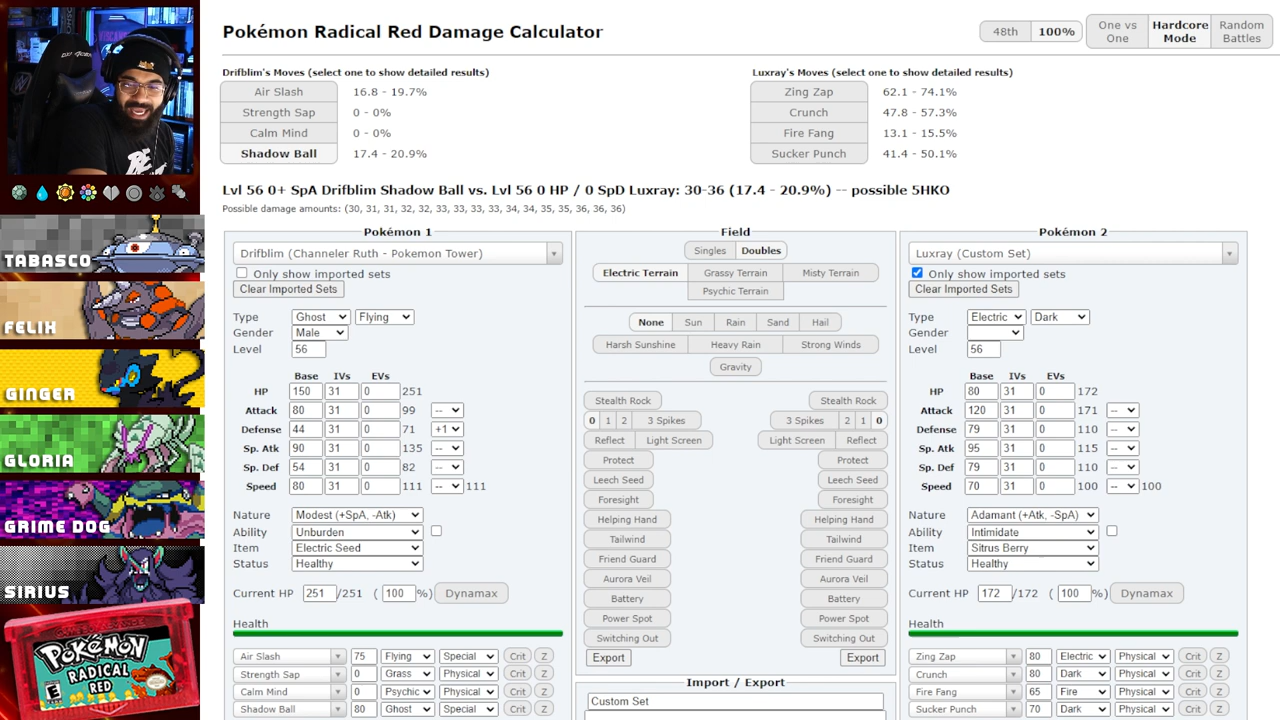 Pokémon Radical Red Damage Calculator
48th 100%
One vs One
Hardcore Mode
Random Battles
Drifblim's Moves (select one to show detailed results)
Air Slash 16.8 - 19.7%
Strength Sap 0 - 0%
Calm Mind 0 - 0%
Shadow Ball 17.4 - 20.9%
Luxray's Moves (select one to show detailed results)
Zing Zap 62.1 - 74.1%
Crunch 47.8 - 57.3%
Fire Fang 13.1 - 15.5%
Sucker Punch 41.4 - 50.1%
Lvl 56 0+ SpA Drifblim Shadow Ball vs. Lvl 56 0 HP / 0 SpD Luxray: 30-36 (17.4 - 20.9%) -- possible 5HKO
Possible damage amounts: (30, 31, 31, 32, 32, 33, 33, 33, 33, 34, 34, 35, 35, 36, 36, 36)
TABASCO
FELIX
GINGER
GLORIA
GRIME DOG
SIRIUS
POKéMON
RADICAL
RED
Pokémon 1
Drifblim (Channeler Ruth - Pokemon Tower)
Only show imported sets
Clear Imported Sets
Type Ghost Flying
Gender Male
Level 56
Base IVs EVs
HP 150 31 0 251
Attack 80 31 0 99 --
Defense 44 31 0 71 +1
Sp. Atk 90 31 0 135 --
Sp. Def 54 31 0 82 --
Speed 80 31 0 111 -- 111
Nature Modest (+SpA, -Atk)
Ability Unburden
Item Electric Seed
Status Healthy
Current HP 251 /251 ( 100 %) Dynamax
Health
Air Slash 75 Flying Special Crit Z
Strength Sap 0 Grass Physical Crit Z
Calm Mind 0 Psychic Physical Crit Z
Shadow Ball 80 Ghost Special Crit Z
Field
Singles Doubles
Electric Terrain Grassy Terrain Misty Terrain
Psychic Terrain
None Sun Rain Sand Hail
Harsh Sunshine Heavy Rain Strong Winds
Gravity
Stealth Rock Stealth Rock
0 1 2 3 Spikes 3 Spikes 2 1 0
Reflect Light Screen Light Screen Reflect
Protect Protect
Leech Seed Leech Seed
Foresight Foresight
Helping Hand Helping Hand
Tailwind Tailwind
Friend Guard Friend Guard
Aurora Veil Aurora Veil
Battery Battery
Power Spot Power Spot
Switching Out Switching Out
Export Export
Import / Export
Custom Set
Pokémon 2
Luxray (Custom Set)
Only show imported sets
Clear Imported Sets
Type Electric Dark
Gender
Level 56
Base IVs EVs
HP 80 31 0 172
Attack 120 31 0 171 --
Defense 79 31 0 110 --
Sp. Atk 95 31 0 115 --
Sp. Def 79 31 0 110 --
Speed 70 31 0 100 -- 100
Nature Adamant (+Atk, -SpA)
Ability Intimidate
Item Sitrus Berry
Status Healthy
Current HP 172 /172 ( 100 %) Dynamax
Health
Zing Zap 80 Electric Physical Crit Z
Crunch 80 Dark Physical Crit Z
Fire Fang 65 Fire Physical Crit Z
Sucker Punch 70 Dark Physical Crit Z